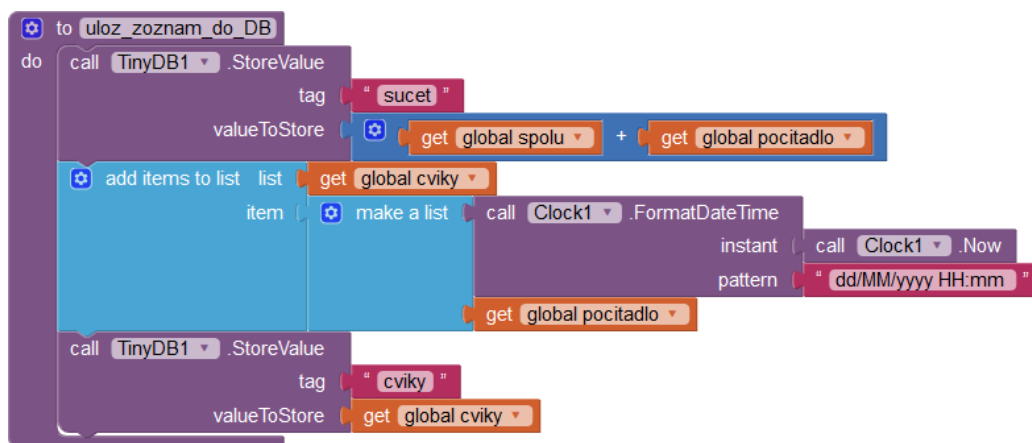 to uloz_zoznam_do_DB
do call TinyDB1 .StoreValue
tag " sucet "
valueToStore get global spolu + get global pocitadlo
add items to list list get global cviky
item make a list call Clock1 .FormatDateTime
instant call Clock1 .Now
pattern " dd/MM/yyyy HH:mm "
get global pocitadlo
call TinyDB1 .StoreValue
tag " cviky "
valueToStore get global cviky